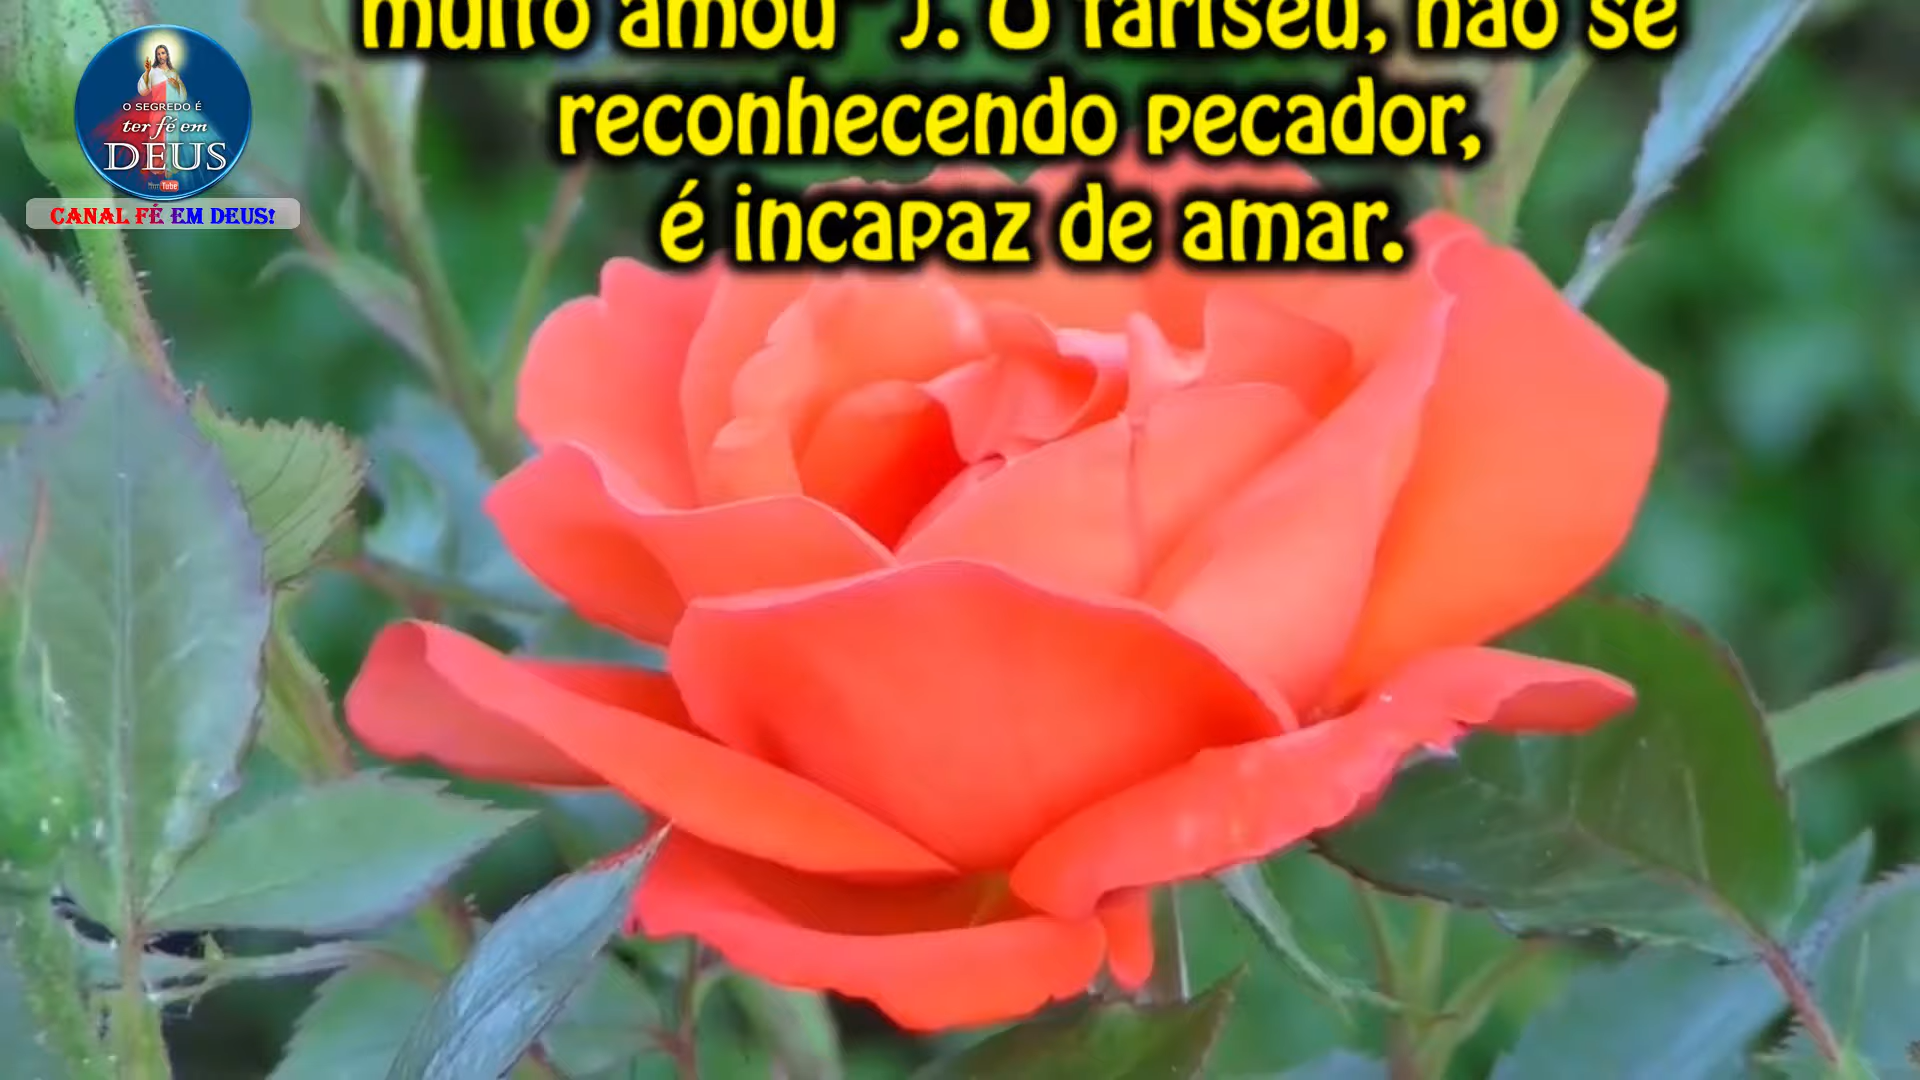 muito amou" ). O fariseu, não se
reconhecendo pecador,
é incapaz de amar.
O SEGREDO É
ter fé em
DEUS
CANAL FÉ EM DEUS!